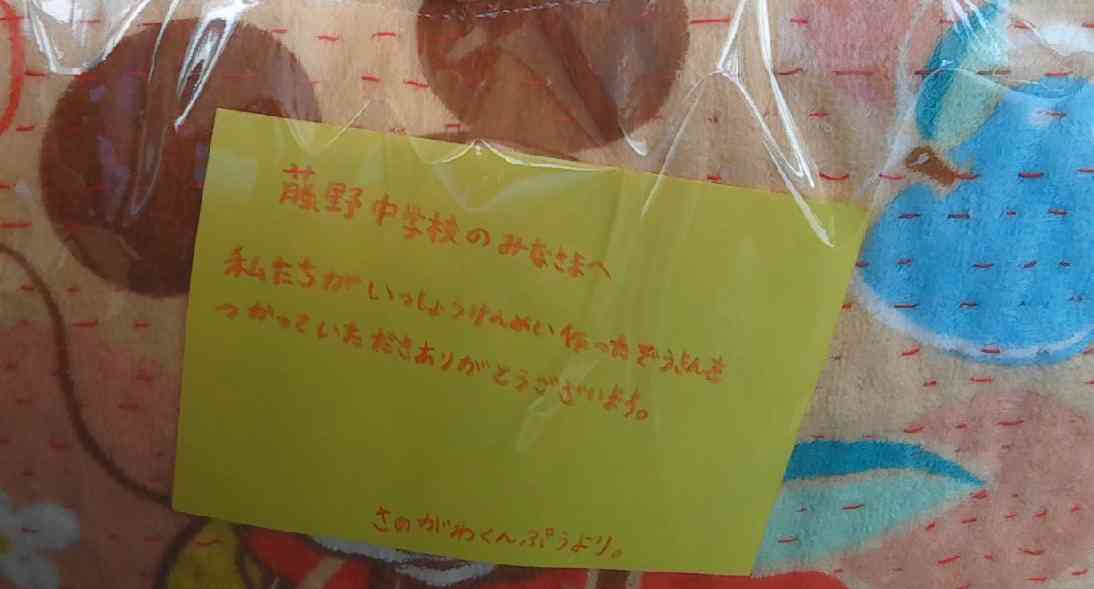 藤野中学校のみなさまへ
私たちがいっしょうけんめい作ったぞうきんを
つかっていただきありがとうございます。
さめがわくんぷうより。